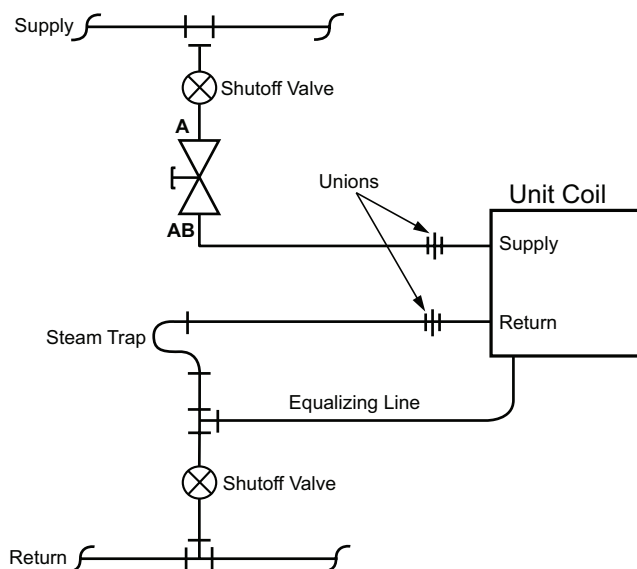 Supply
Shutoff Valve
A
AB
Unions
Unit Coil
Supply
Return
Steam Trap
Equalizing Line
Shutoff Valve
Return